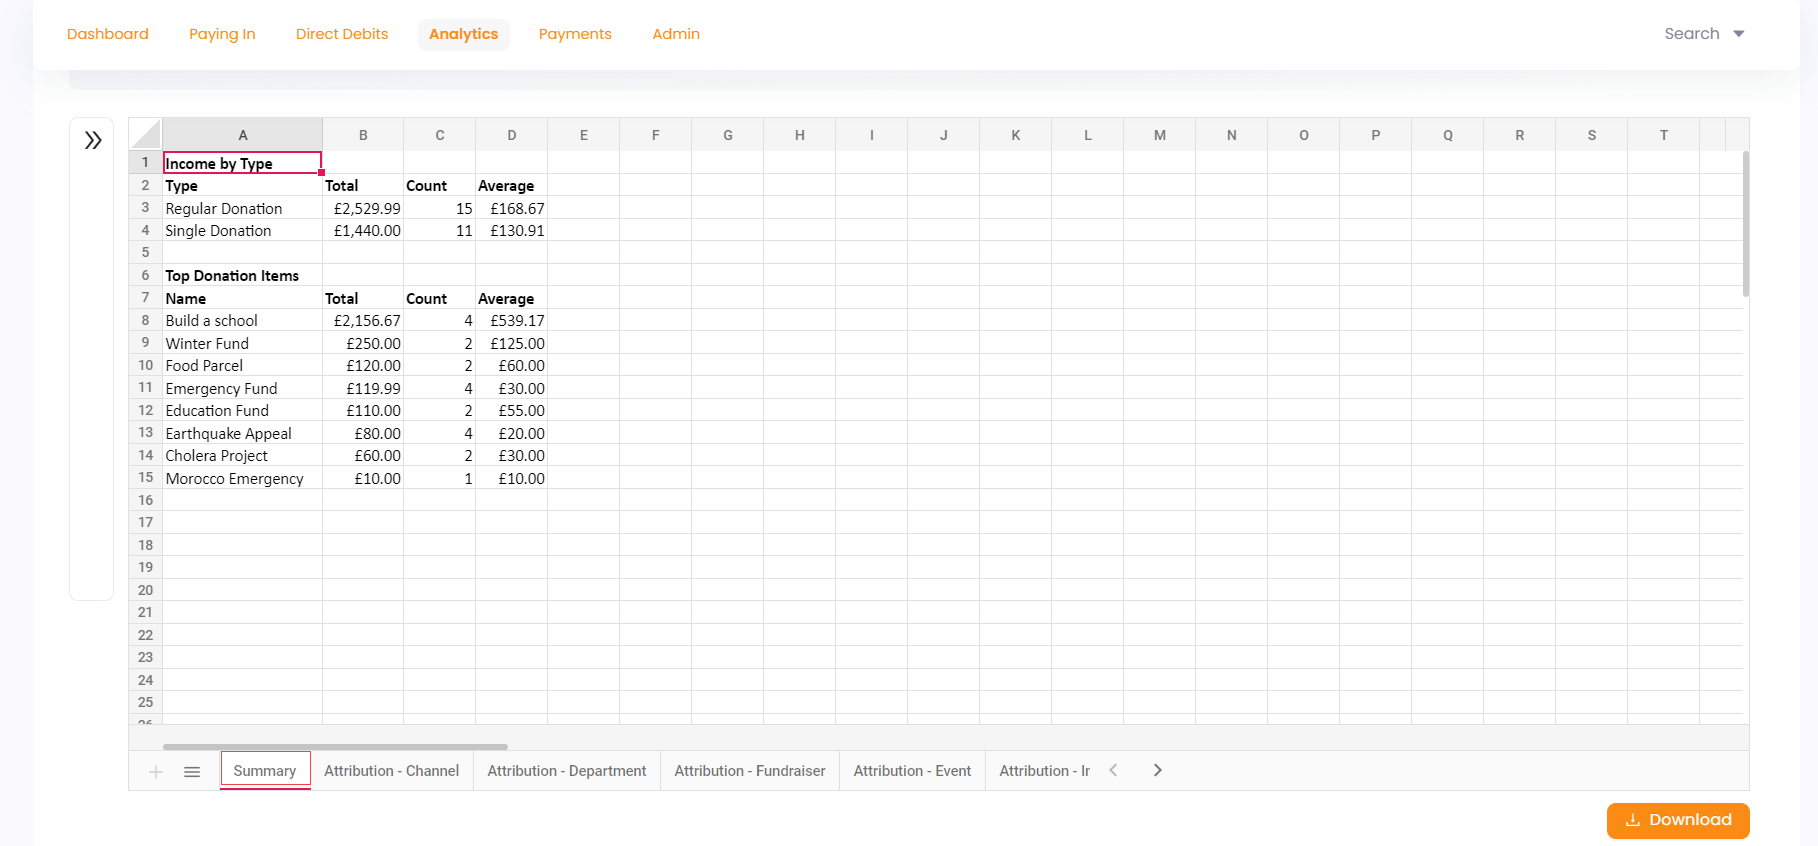 Dashboard Paying In Direct Debits Analytics Payments Admin Search
A B C D E F G H I J K L M N O P Q R S T
1 Income by Type
2 Type Total Count Average
3 Regular Donation £2,529.99 15 £168.67
4 Single Donation £1,440.00 11 £130.91
5
6 Top Donation Items
7 Name Total Count Average
8 Build a school £2,156.67 4 £539.17
9 Winter Fund £250.00 2 £125.00
10 Food Parcel £120.00 2 £60.00
11 Emergency Fund £119.99 4 £30.00
12 Education Fund £110.00 2 £55.00
13 Earthquake Appeal £80.00 4 £20.00
14 Cholera Project £60.00 2 £30.00
15 Morocco Emergency £10.00 1 £10.00
16
17
18
19
20
21
22
23
24
25
26
Summary Attribution - Channel Attribution - Department Attribution - Fundraiser Attribution - Event Attribution - Ir
Download